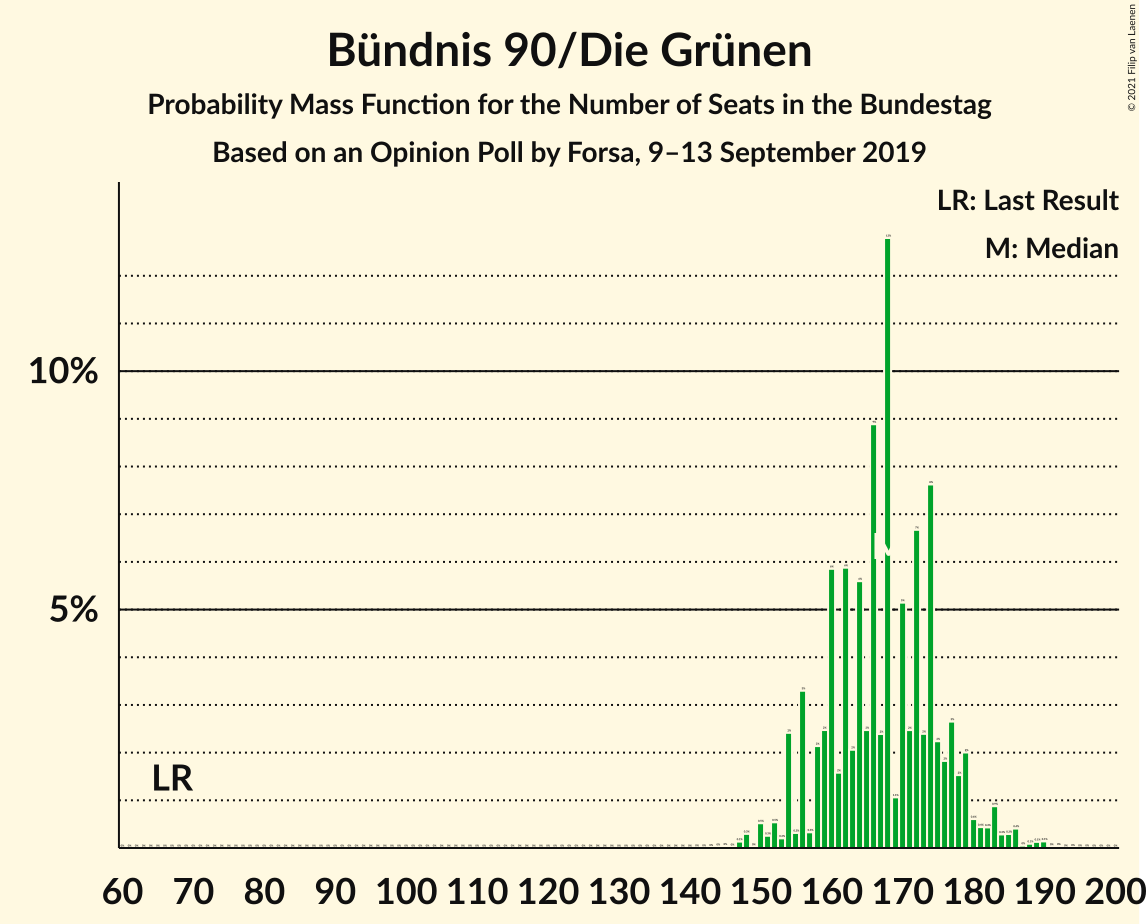 Bündnis 90/Die Grünen
Probability Mass Function for the Number of Seats in the Bundestag
Based on an Opinion Poll by Forsa, 9–13 September 2019
© 2021 Filip van Laenen
LR: Last Result
M: Median
10%
5%
LR
60 70 80 90 100 110 120 130 140 150 160 170 180 190 200